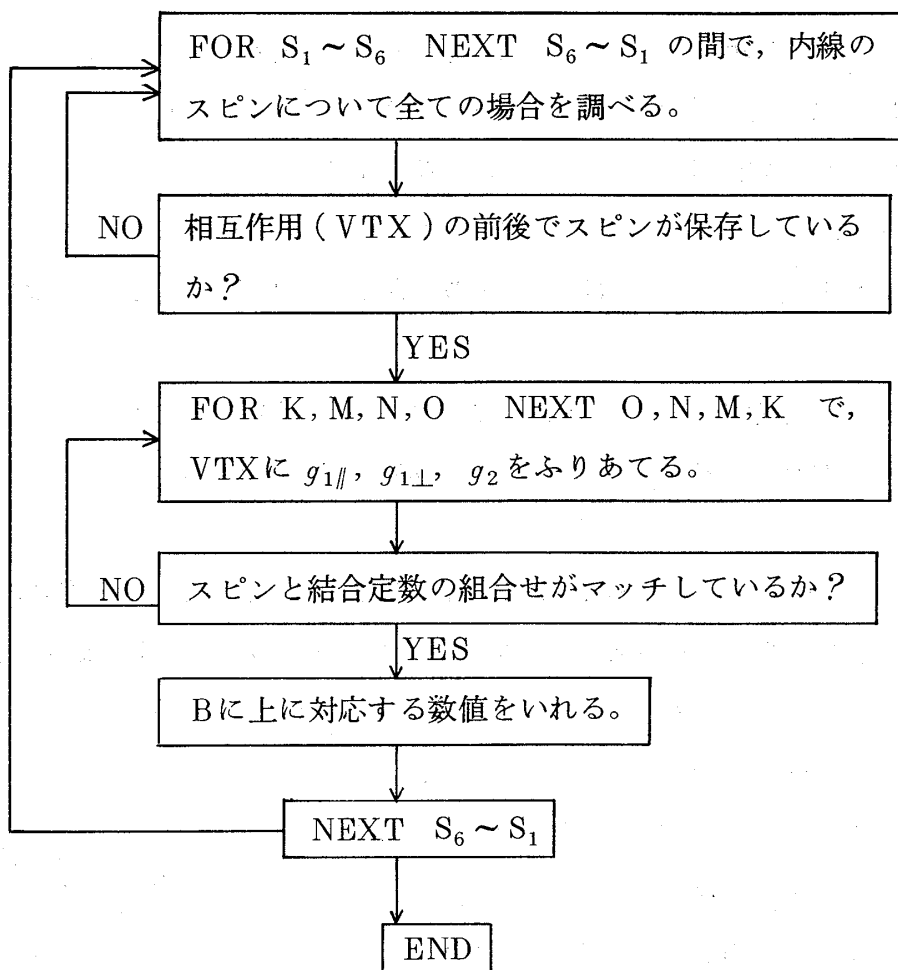 FOR S₁～S₆ NEXT S₆～S₁ の間で，内線の
スピンについて全ての場合を調べる。
NO
相互作用（VTX）の前後でスピンが保存している
か？
YES
FOR K, M, N, O NEXT O, N, M, K で，
VTXに g₁∥, g₁⊥, g₂をふりあてる。
NO
スピンと結合定数の組合せがマッチしているか？
YES
Bに上に対応する数値をいれる。
NEXT S₆～S₁
END